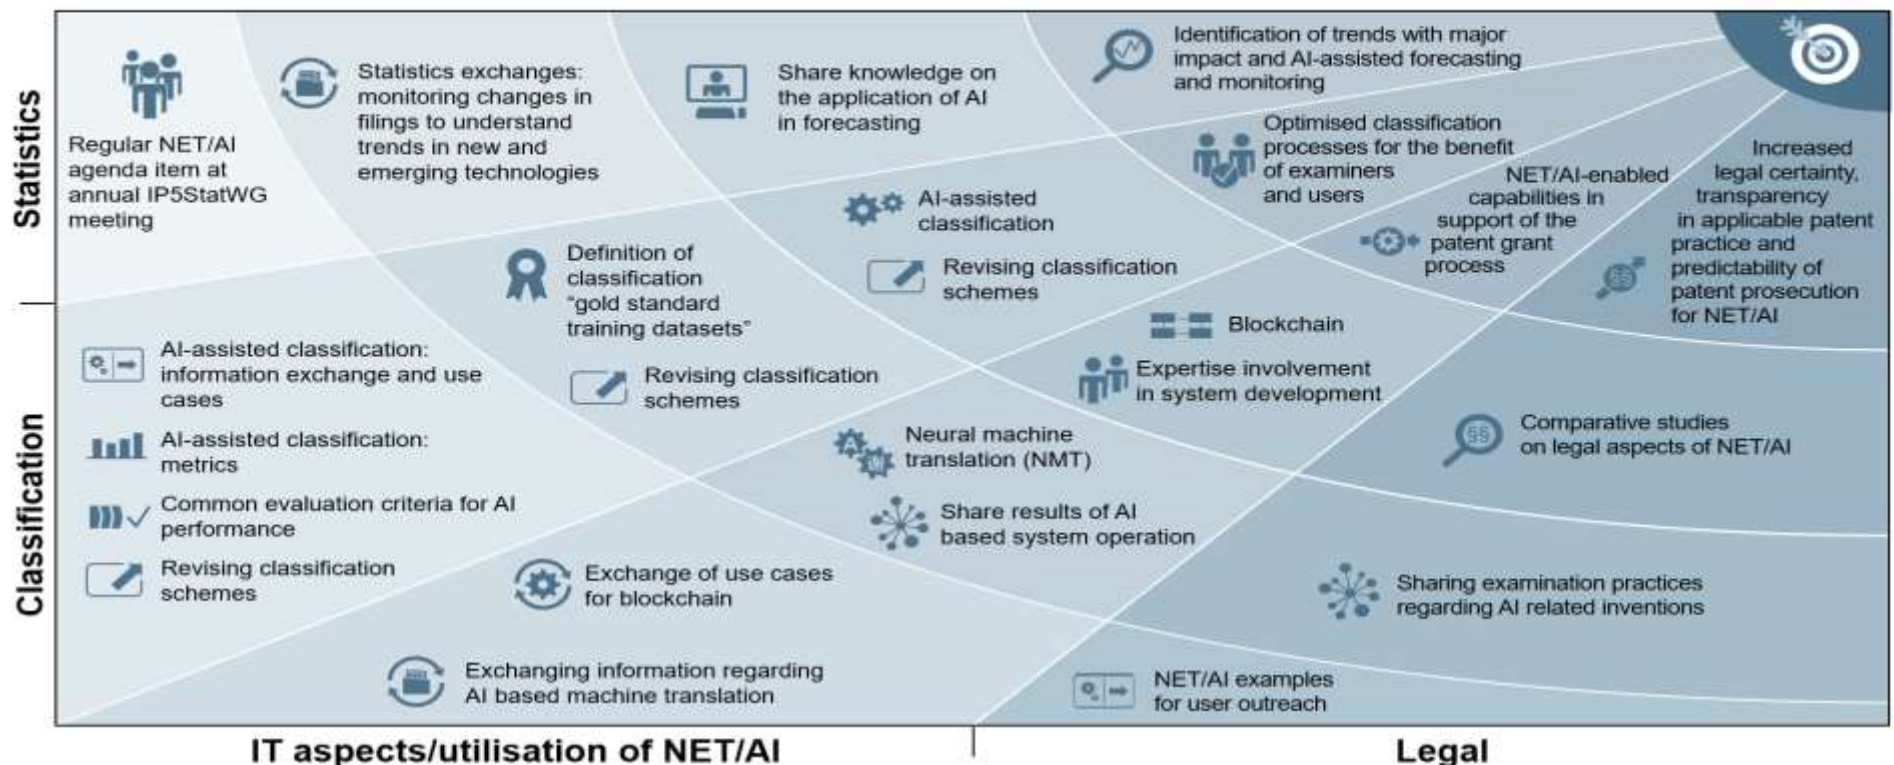 Statistics
Regular NET/AI
agenda item at
annual IP5StatWG
meeting
Statistics exchanges:
monitoring changes in
filings to understand
trends in new and
emerging technologies
Share knowledge on
the application of AI
in forecasting
Identification of trends with major
impact and AI-assisted forecasting
and monitoring
Classification
AI-assisted classification:
information exchange and use
cases
AI-assisted classification:
metrics
Common evaluation criteria for AI
performance
Revising classification
schemes
Definition of
classification
“gold standard
training datasets”
Revising classification
schemes
AI-assisted
classification
Revising classification
schemes
Optimised classification
processes for the benefit
of examiners
and users
IT aspects/utilisation of NET/AI
Exchanging information regarding
AI based machine translation
Exchange of use cases
for blockchain
Neural machine
translation (NMT)
Share results of AI
based system operation
Blockchain
Expertise involvement
in system development
NET/AI-enabled
capabilities in
support of the
patent grant
process
Legal
NET/AI examples
for user outreach
Sharing examination practices
regarding AI related inventions
§§
Comparative studies
on legal aspects of NET/AI
Increased
legal certainty,
transparency
in applicable patent
practice and
predictability of
patent prosecution
for NET/AI